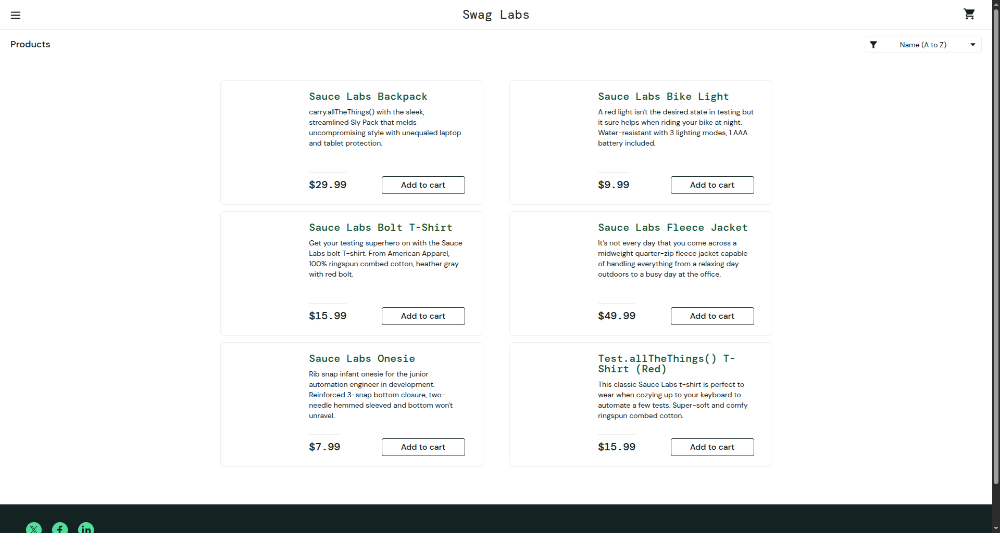 Swag Labs
Products
Name (A to Z)
Sauce Labs Backpack
carry.allTheThings() with the sleek,
streamlined Sly Pack that melds
uncompromising style with unequaled laptop
and tablet protection.
$29.99
Add to cart
Sauce Labs Bike Light
A red light isn't the desired state in testing but
it sure helps when riding your bike at night.
Water-resistant with 3 lighting modes, 1 AAA
battery included.
$9.99
Add to cart
Sauce Labs Bolt T-Shirt
Get your testing superhero on with the Sauce
Labs bolt T-shirt. From American Apparel,
100% ringspun combed cotton, heather gray
with red bolt.
$15.99
Add to cart
Sauce Labs Fleece Jacket
It's not every day that you come across a
midweight quarter-zip fleece jacket capable
of handling everything from a relaxing day
outdoors to a busy day at the office.
$49.99
Add to cart
Sauce Labs Onesie
Rib snap infant onesie for the junior
automation engineer in development.
Reinforced 3-snap bottom closure, two-
needle hemmed sleeved and bottom won't
unravel.
$7.99
Add to cart
Test.allTheThings() T-
Shirt (Red)
This classic Sauce Labs t-shirt is perfect to
wear when cozying up to your keyboard to
automate a few tests. Super-soft and comfy
ringspun combed cotton.
$15.99
Add to cart